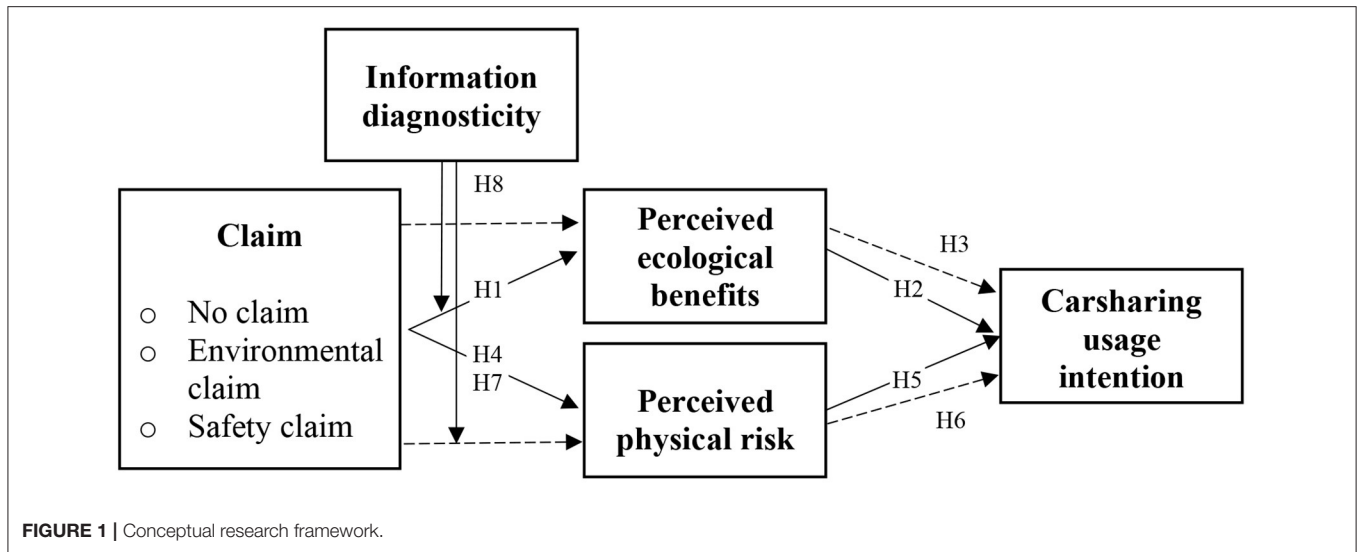 Information
diagnosticity
H8
Claim
○ No claim
○ Environmental
claim
○ Safety claim
H1
H4
H7
Perceived
ecological
benefits
Perceived
physical risk
H3
H2
H5
H6
Carsharing
usage
intention
FIGURE 1 | Conceptual research framework.